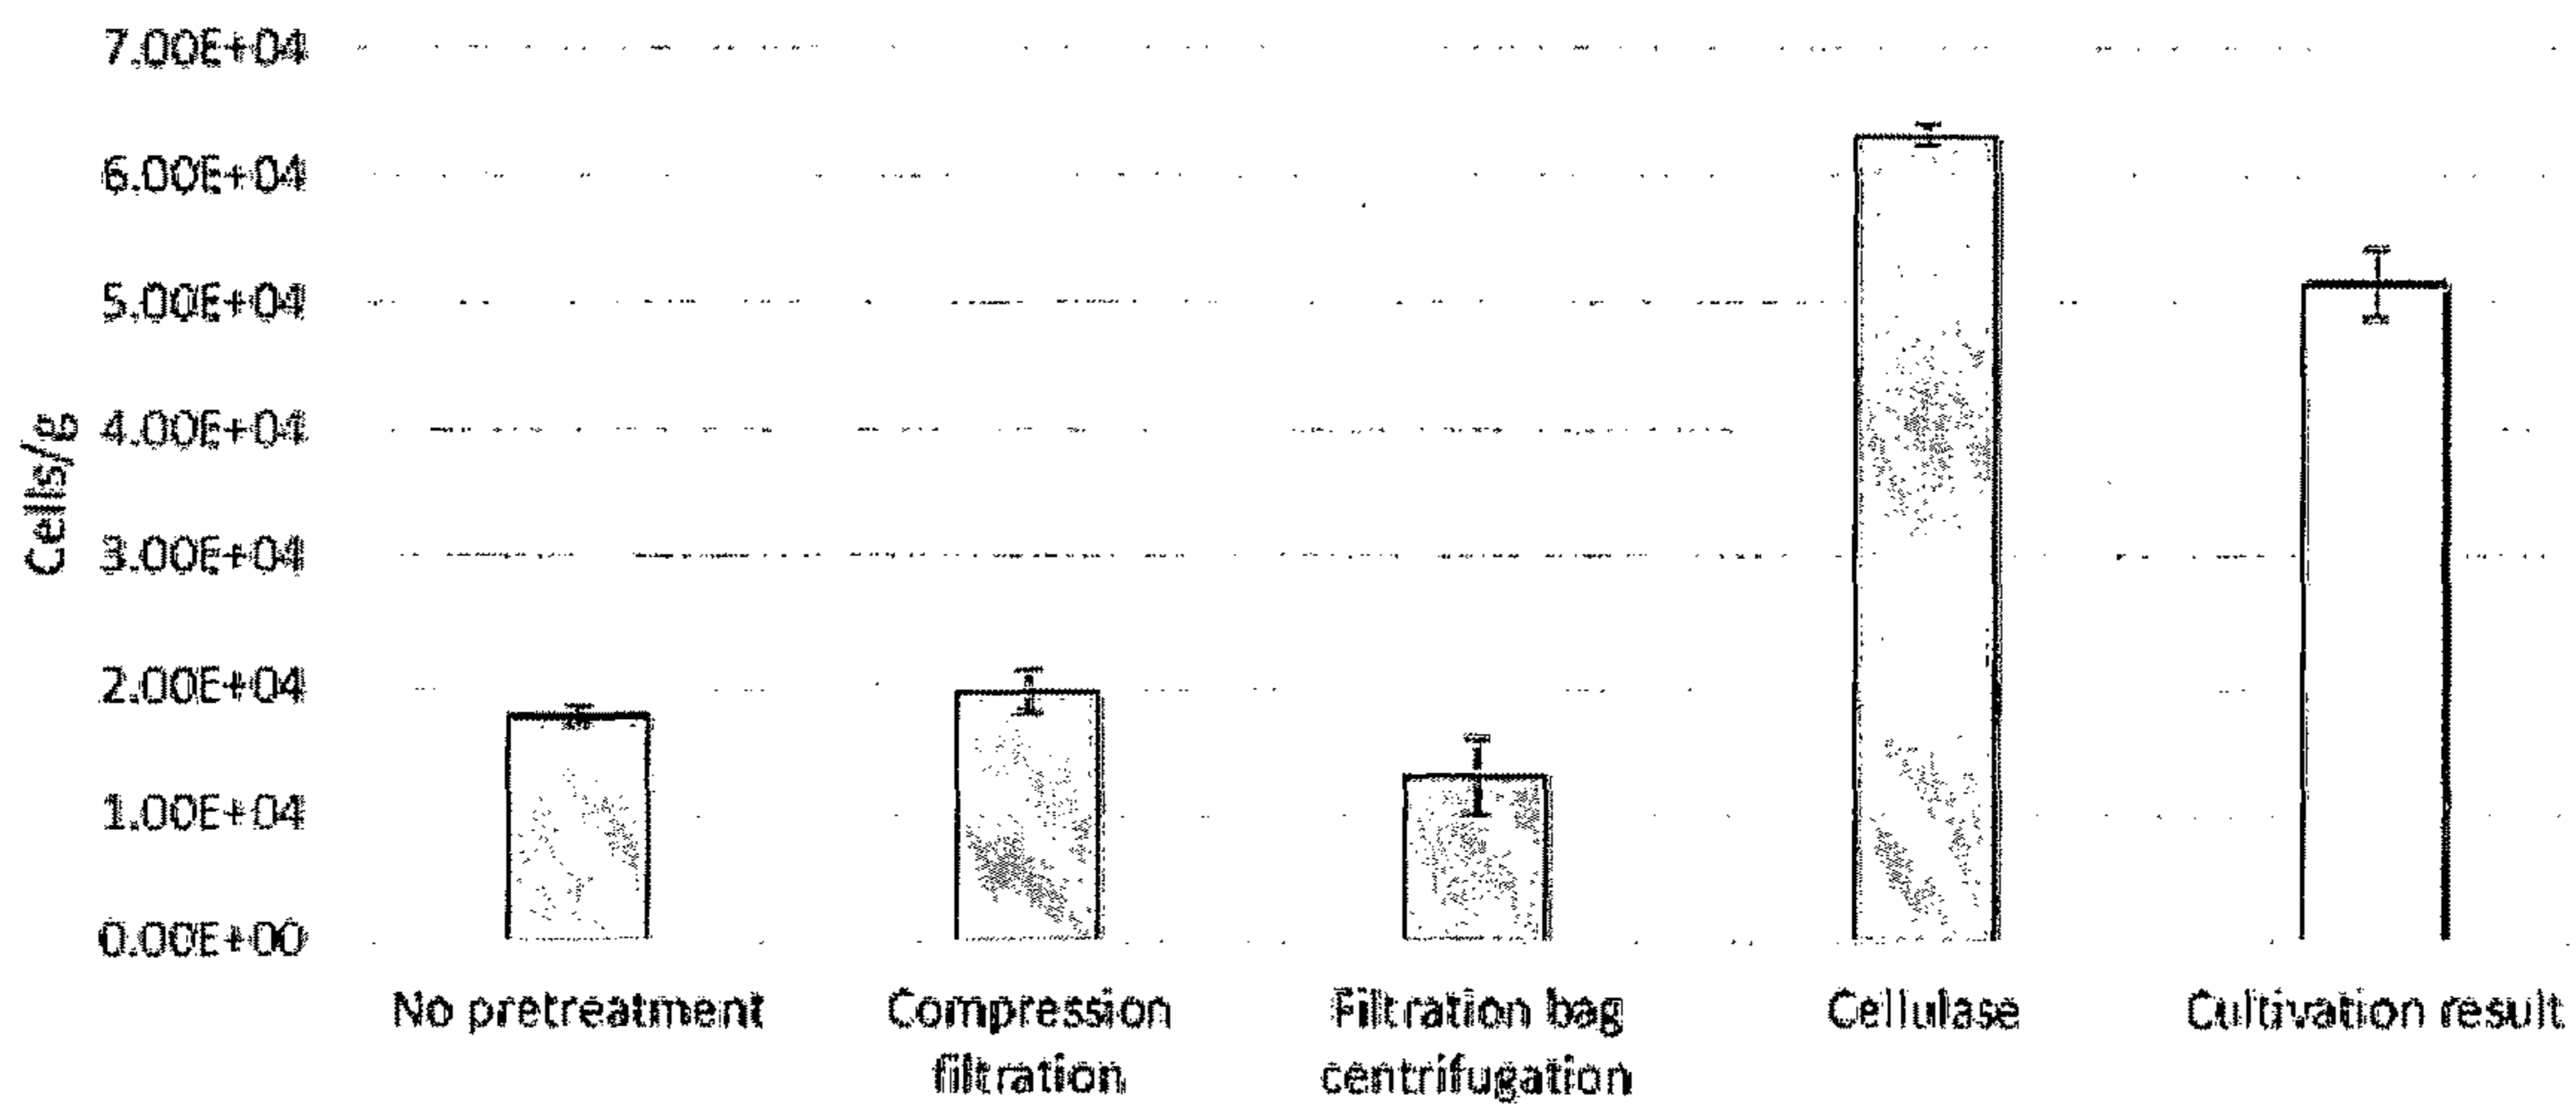 7.00E+04
6.00E+04
5.00E+04
4.00E+04
3.00E+04
2.00E+04
1.00E+04
0.00E+00
Cells/g
No pretreatment
Compression
filtration
Filtration bag
centrifugation
Cellulase
Cultivation result